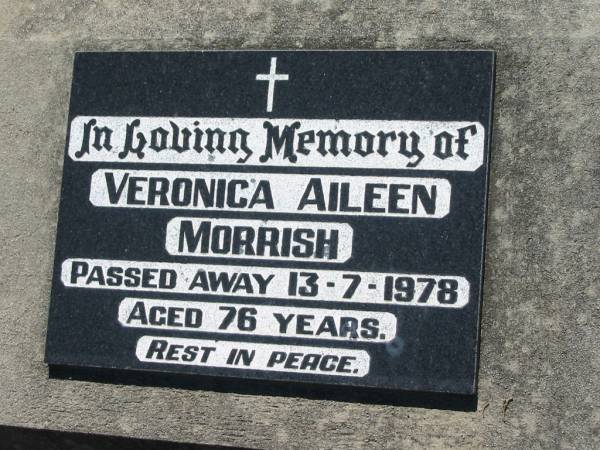 In Loving Memory of
VERONICA AILEEN
MORRISH
PASSED AWAY 13-7-1978
AGED 76 YEARS.
REST IN PEACE.